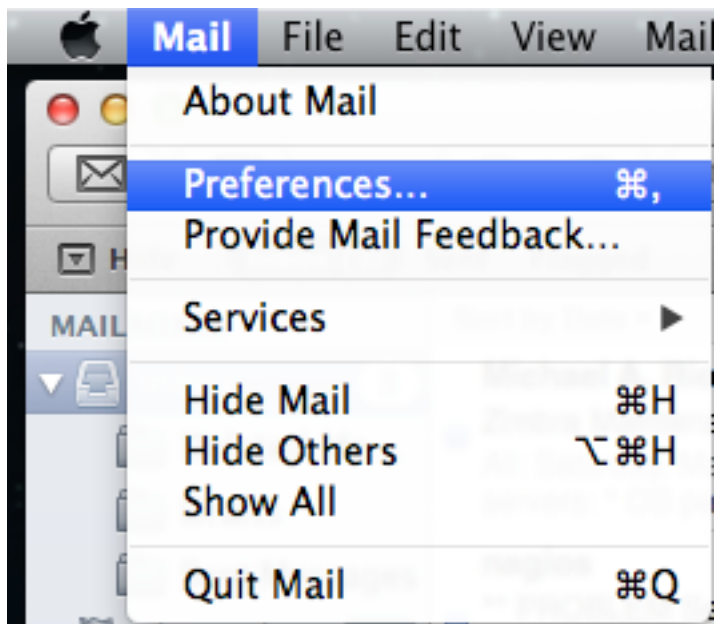 Mail File Edit View Mail
About Mail
Preferences... ⌘,
Provide Mail Feedback...
MAIL
Services ▶
Hide Mail ⌘H
Hide Others ⌥⌘H
Show All
Quit Mail ⌘Q